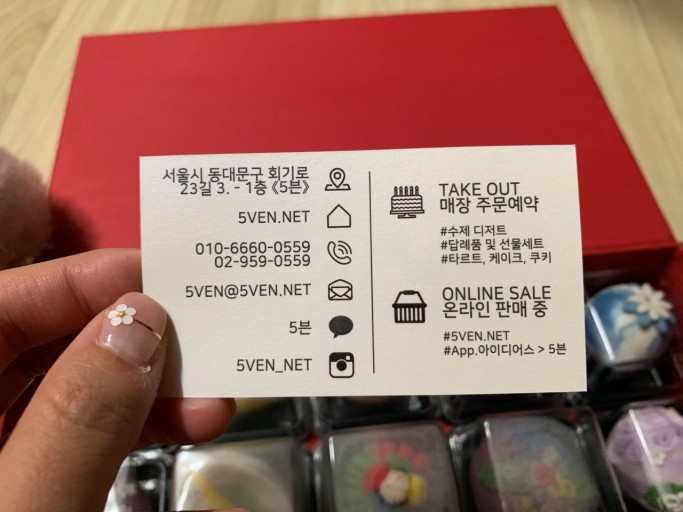 서울시 동대문구 회기로
23길 3. - 1층 《5븐》
5VEN.NET
010-6660-0559
02-959-0559
5VEN@5VEN.NET
5븐
5VEN_NET
TAKE OUT
매장 주문예약
#수제 디저트
#답례품 및 선물세트
#타르트, 케이크, 쿠키
ONLINE SALE
온라인 판매 중
#5VEN.NET
#App.아이디어스 > 5븐